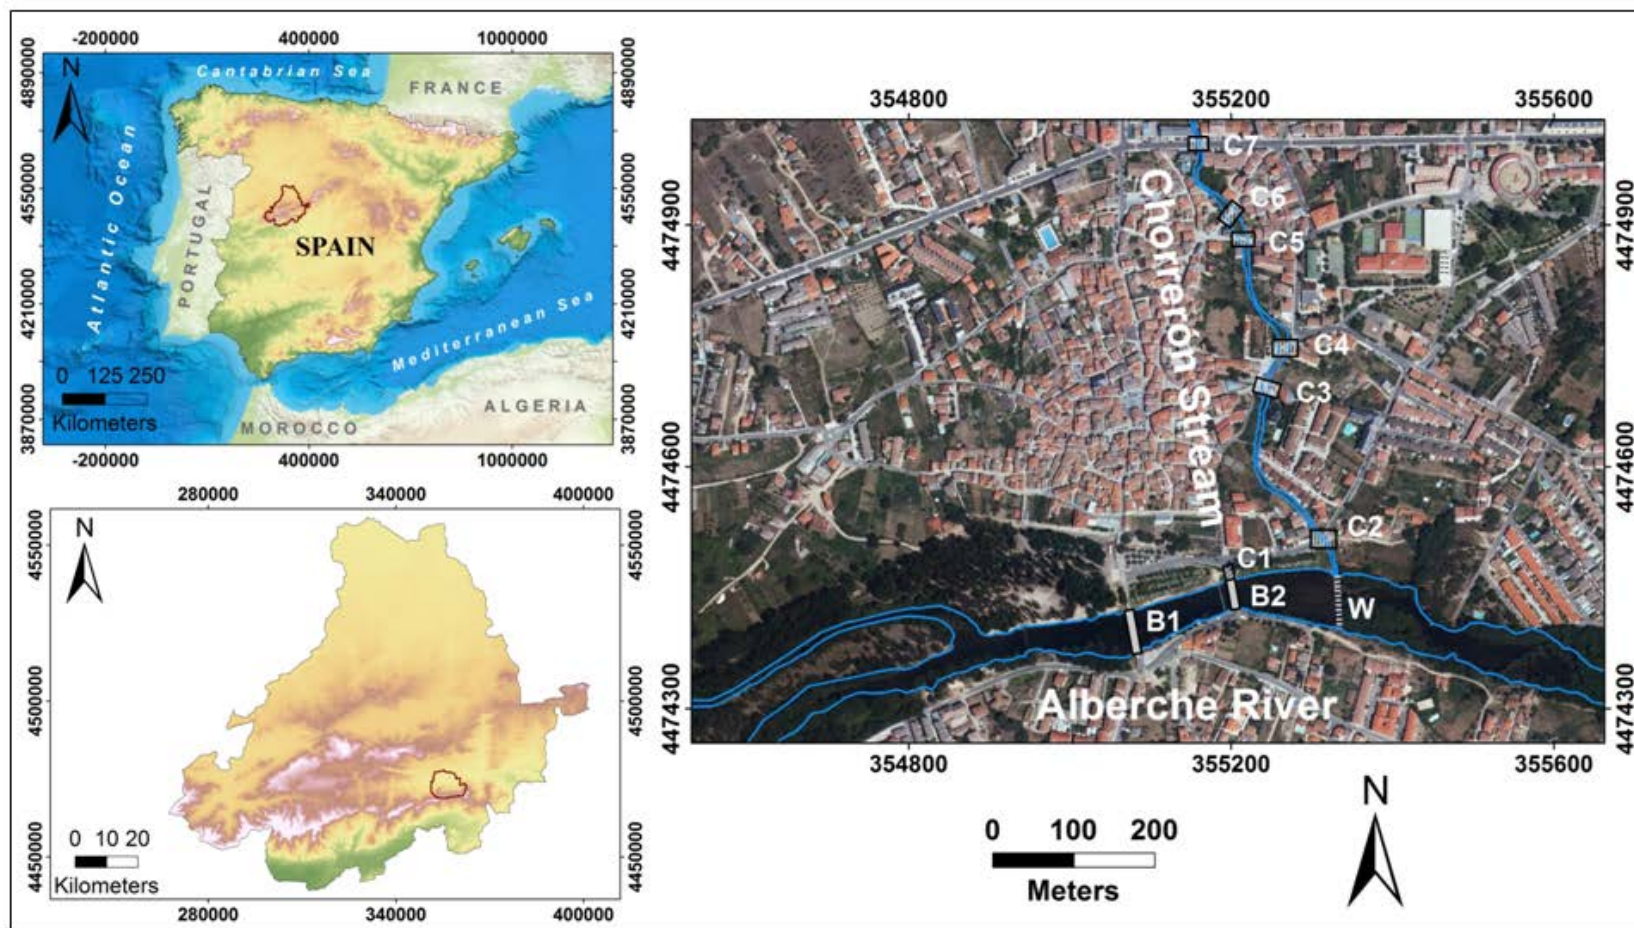 -200000 400000 1000000
4890000
4550000
4210000
3870000
N
Cantabrian Sea
FRANCE
Atlantic Ocean
PORTUGAL
SPAIN
Mediterranean Sea
ALGERIA
MOROCCO
0 125 250
Kilometers
4890000
4550000
4210000
3870000
-200000 400000 1000000
280000 340000 400000
4550000
4500000
4450000
N
0 10 20
Kilometers
4550000
4500000
4450000
280000 340000 400000
354800 355200 355600
4474900
4474600
4474300
C7
C6
C5
Chorrerón Stream
C4
C3
C2
C1
B2
W
B1
Alberche River
4474900
4474600
4474300
354800 355200 355600
0 100 200
Meters
N